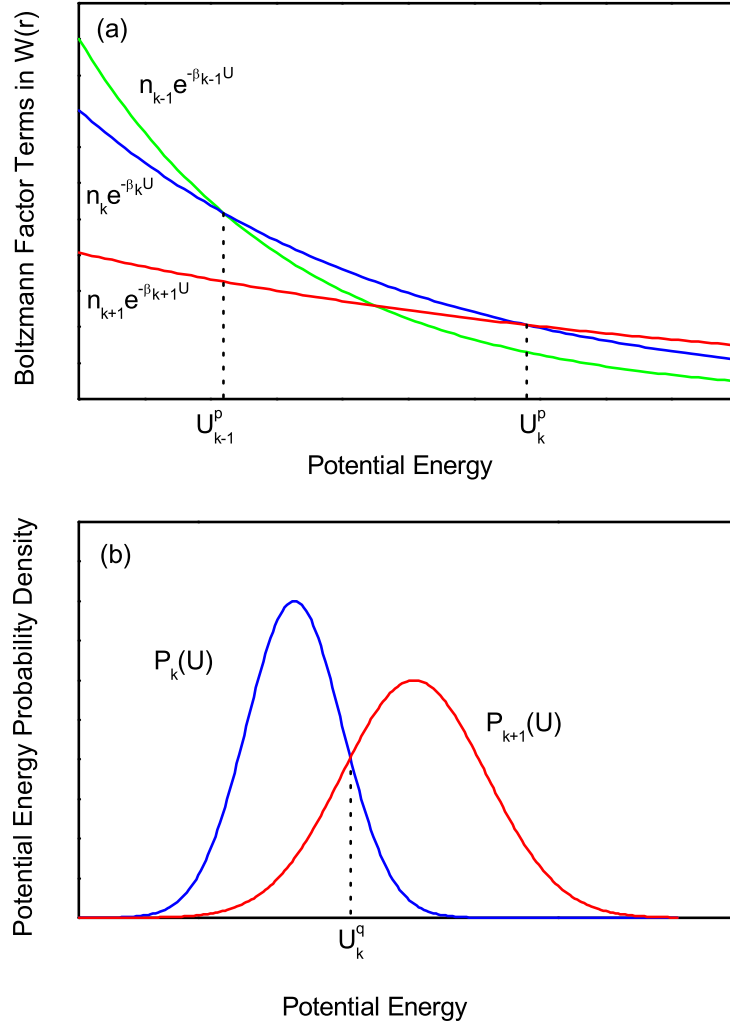 (a)
Boltzmann Factor Terms in W(r)
n_{k-1}e^{-β_{k-1}U}
n_k e^{-β_k U}
n_{k+1}e^{-β_{k+1}U}
U^p_{k-1}
U^p_k
Potential Energy
(b)
Potential Energy Probability Density
P_k(U)
P_{k+1}(U)
U^q_k
Potential Energy